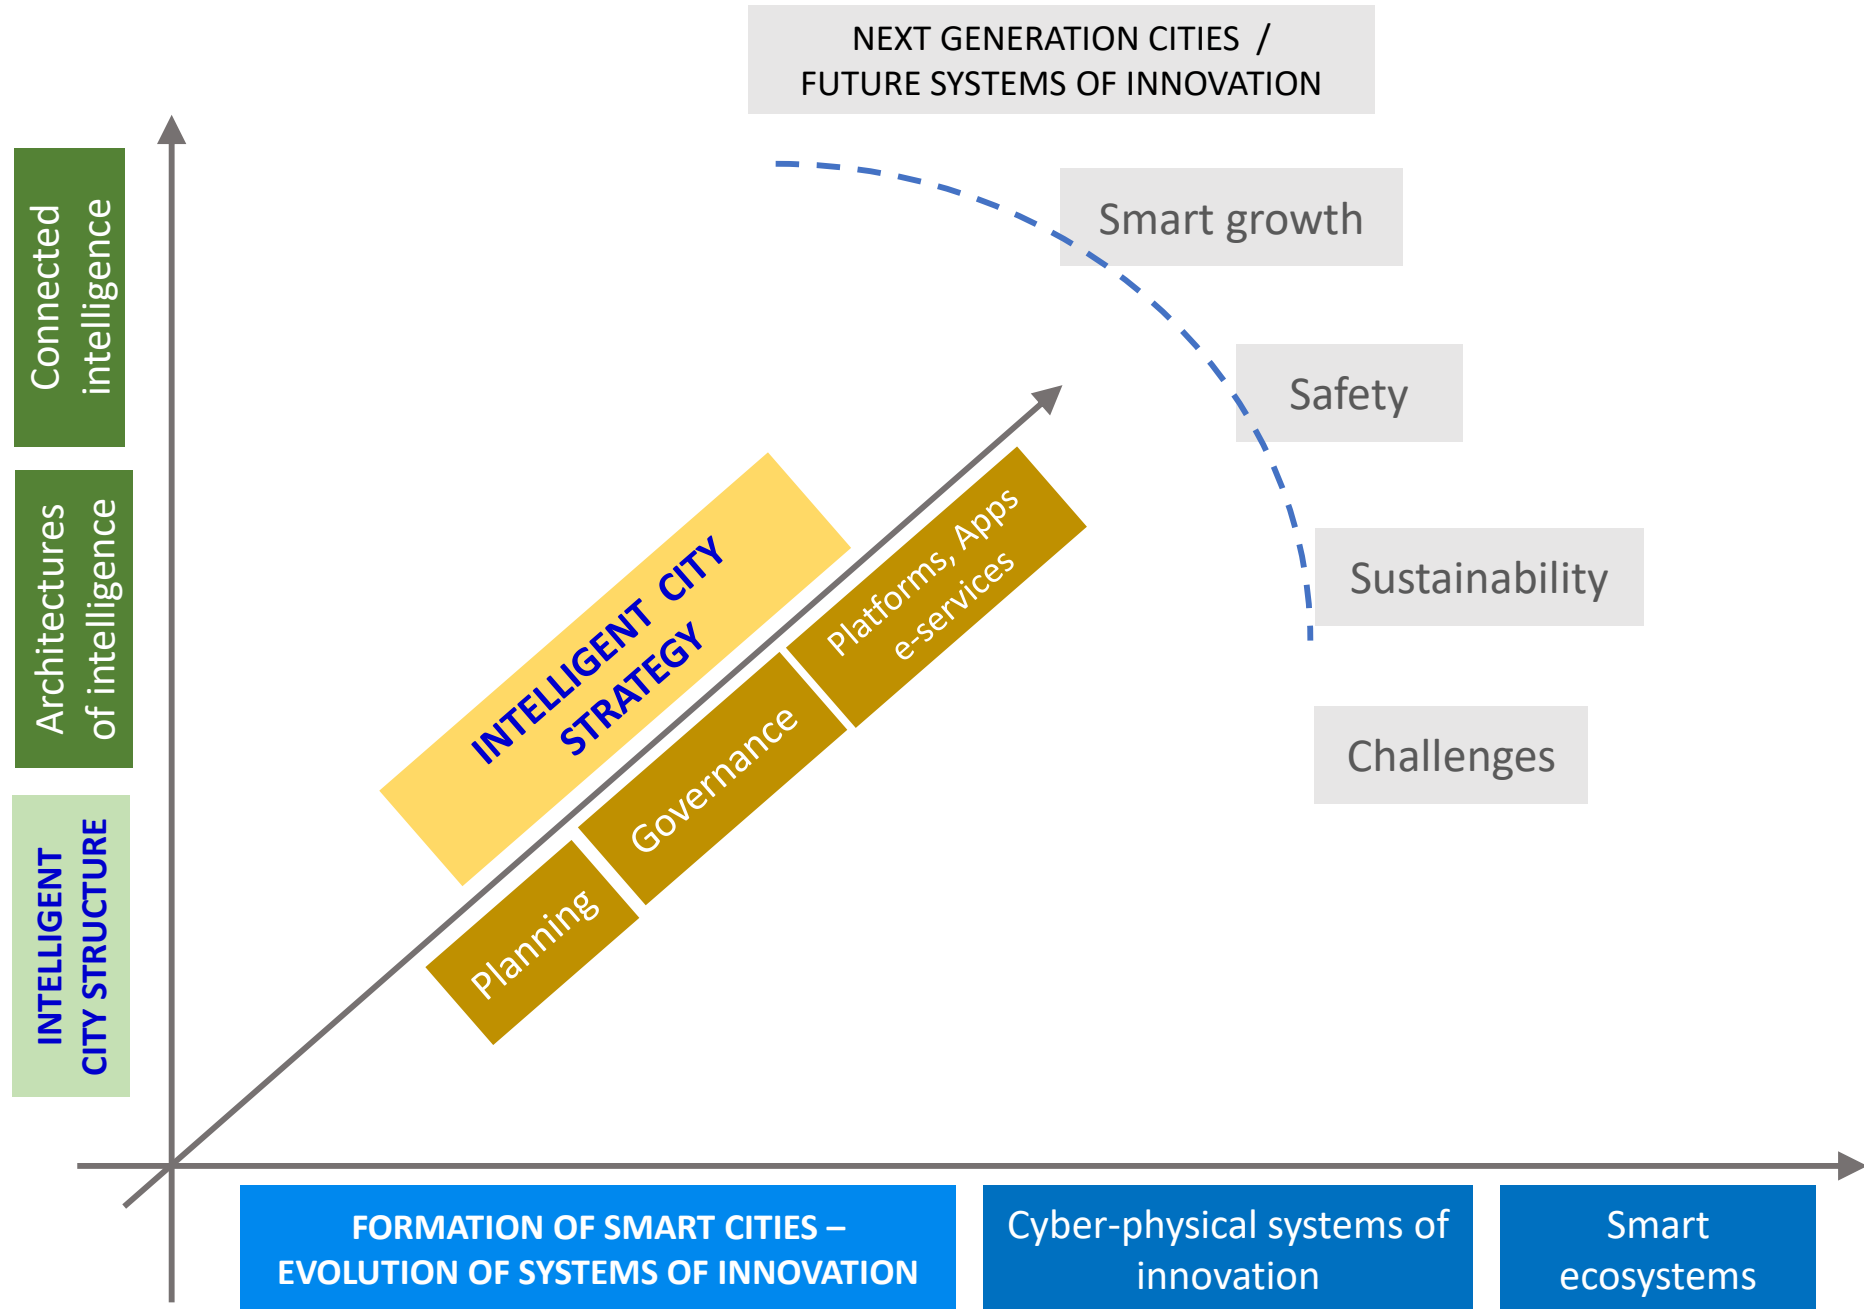 NEXT GENERATION CITIES /
FUTURE SYSTEMS OF INNOVATION
Connected
intelligence
Architectures
of intelligence
INTELLIGENT
CITY STRUCTURE
INTELLIGENT CITY
STRATEGY
Planning
Governance
Platforms, Apps
e-services
Smart growth
Safety
Sustainability
Challenges
FORMATION OF SMART CITIES –
EVOLUTION OF SYSTEMS OF INNOVATION
Cyber-physical systems of
innovation
Smart
ecosystems